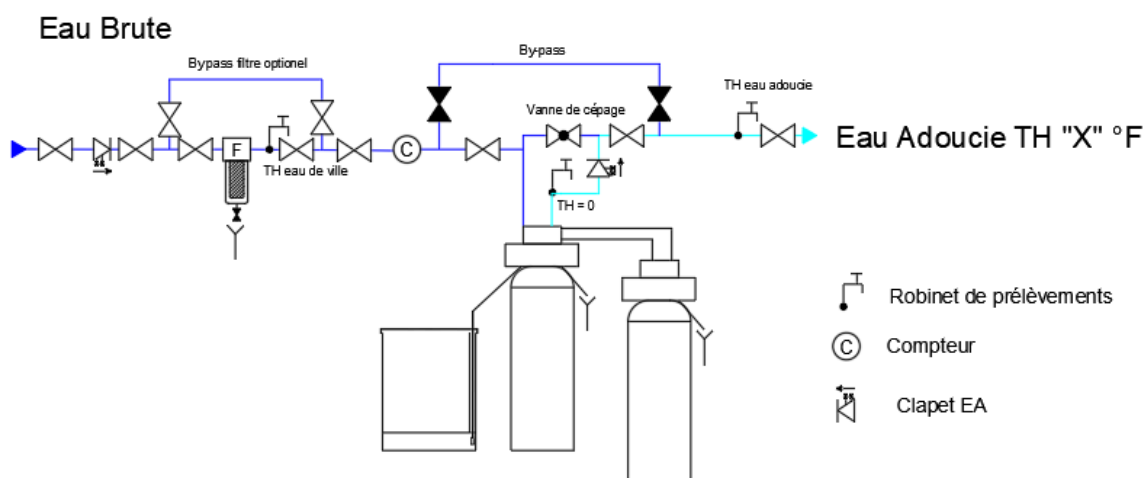 Eau Brute
Bypass filtre optionel
By-pass
TH eau adoucie
Vanne de cépage
F
C
TH eau de ville
Eau Adoucie TH "X" °F
TH = 0
Robinet de prélèvements
C
Compteur
Clapet EA